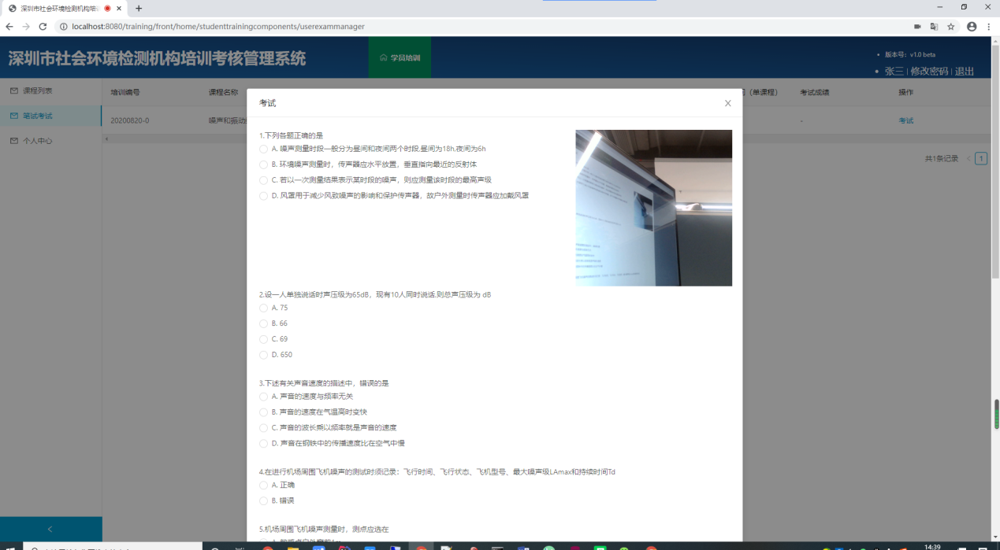 深圳市社会环境检测机构培训
localhost:8080/training/front/home/studenttrainingcomponents/userexammanager
深圳市社会环境检测机构培训考核管理系统
学员培训
版本号：v1.0 beta
张三 | 修改密码 | 退出
课程列表
笔试考试
个人中心
培训编号
课程名称
（单课程）
考试成绩
操作
20200820-0
噪声和振动
-
考试
共1条记录
1
考试
1.下列各题正确的是
A. 噪声测量时段一般分为昼间和夜间两个时段,昼间为18h,夜间为6h
B. 环境噪声测量时，传声器应水平放置，垂直指向最近的反射体
C. 若以一次测量结果表示某时段的噪声，则应测量该时段的最高声级
D. 风罩用于减少风致噪声的影响和保护传声器，故户外测量时传声器应加戴风罩
2.设一人单独说话时声压级为65dB，现有10人同时说话,则总声压级为 dB
A. 75
B. 66
C. 69
D. 650
3.下述有关声音速度的描述中，错误的是
A. 声音的速度与频率无关
B. 声音的速度在气温高时变快
C. 声音的波长乘以频率就是声音的速度
D. 声音在钢铁中的传播速度比在空气中慢
4.在进行机场周围飞机噪声的测试时须记录：飞行时间、飞行状态、飞机型号、最大噪声级LAmax和持续时间Td
A. 正确
B. 错误
5.机场周围飞机噪声测量时，测点应选在
14:39